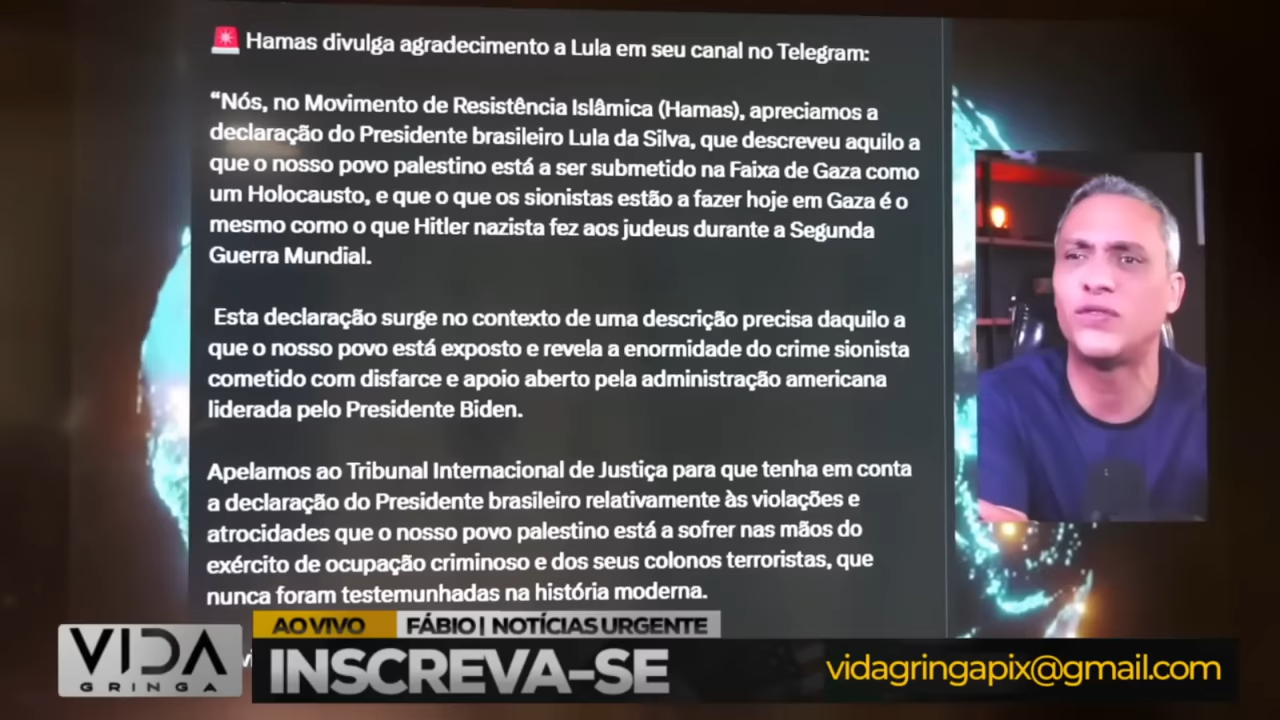 Hamas divulga agradecimento a Lula em seu canal no Telegram:
“Nós, no Movimento de Resistência Islâmica (Hamas), apreciamos a
declaração do Presidente brasileiro Lula da Silva, que descreveu aquilo a
que o nosso povo palestino está a ser submetido na Faixa de Gaza como
um Holocausto, e que o que os sionistas estão a fazer hoje em Gaza é o
mesmo como o que Hitler nazista fez aos judeus durante a Segunda
Guerra Mundial.
Esta declaração surge no contexto de uma descrição precisa daquilo a
que o nosso povo está exposto e revela a enormidade do crime sionista
cometido com disfarce e apoio aberto pela administração americana
liderada pelo Presidente Biden.
Apelamos ao Tribunal Internacional de Justiça para que tenha em conta
a declaração do Presidente brasileiro relativamente às violações e
atrocidades que o nosso povo palestino está a sofrer nas mãos do
exército de ocupação criminoso e dos seus colonos terroristas, que
nunca foram testemunhadas na história moderna.
AO VIVO
FÁBIO | NOTÍCIAS URGENTE
VIDA
GRINGA
INSCREVA-SE
vidagringapix@gmail.com